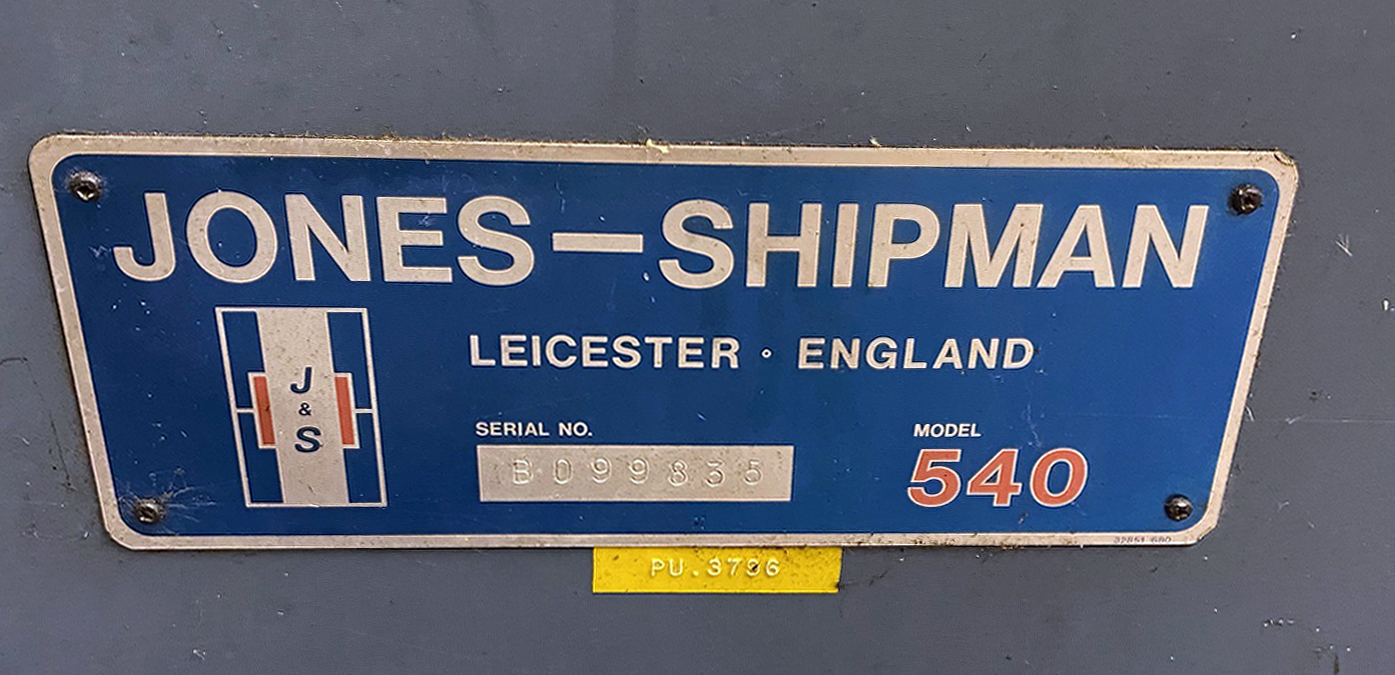 JONES—SHIPMAN
J
&
S
LEICESTER · ENGLAND
SERIAL NO.
B099835
MODEL
540
PU.3796